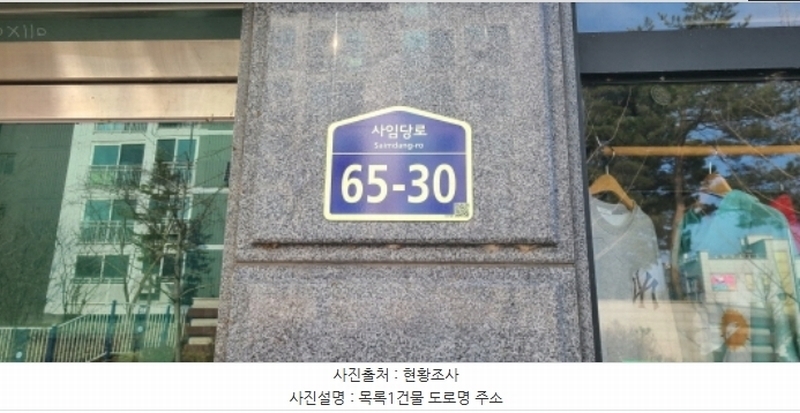 사임당로
Saimdang-ro
65-30
사진출처 : 현황조사
사진설명 : 목록1건물 도로명 주소